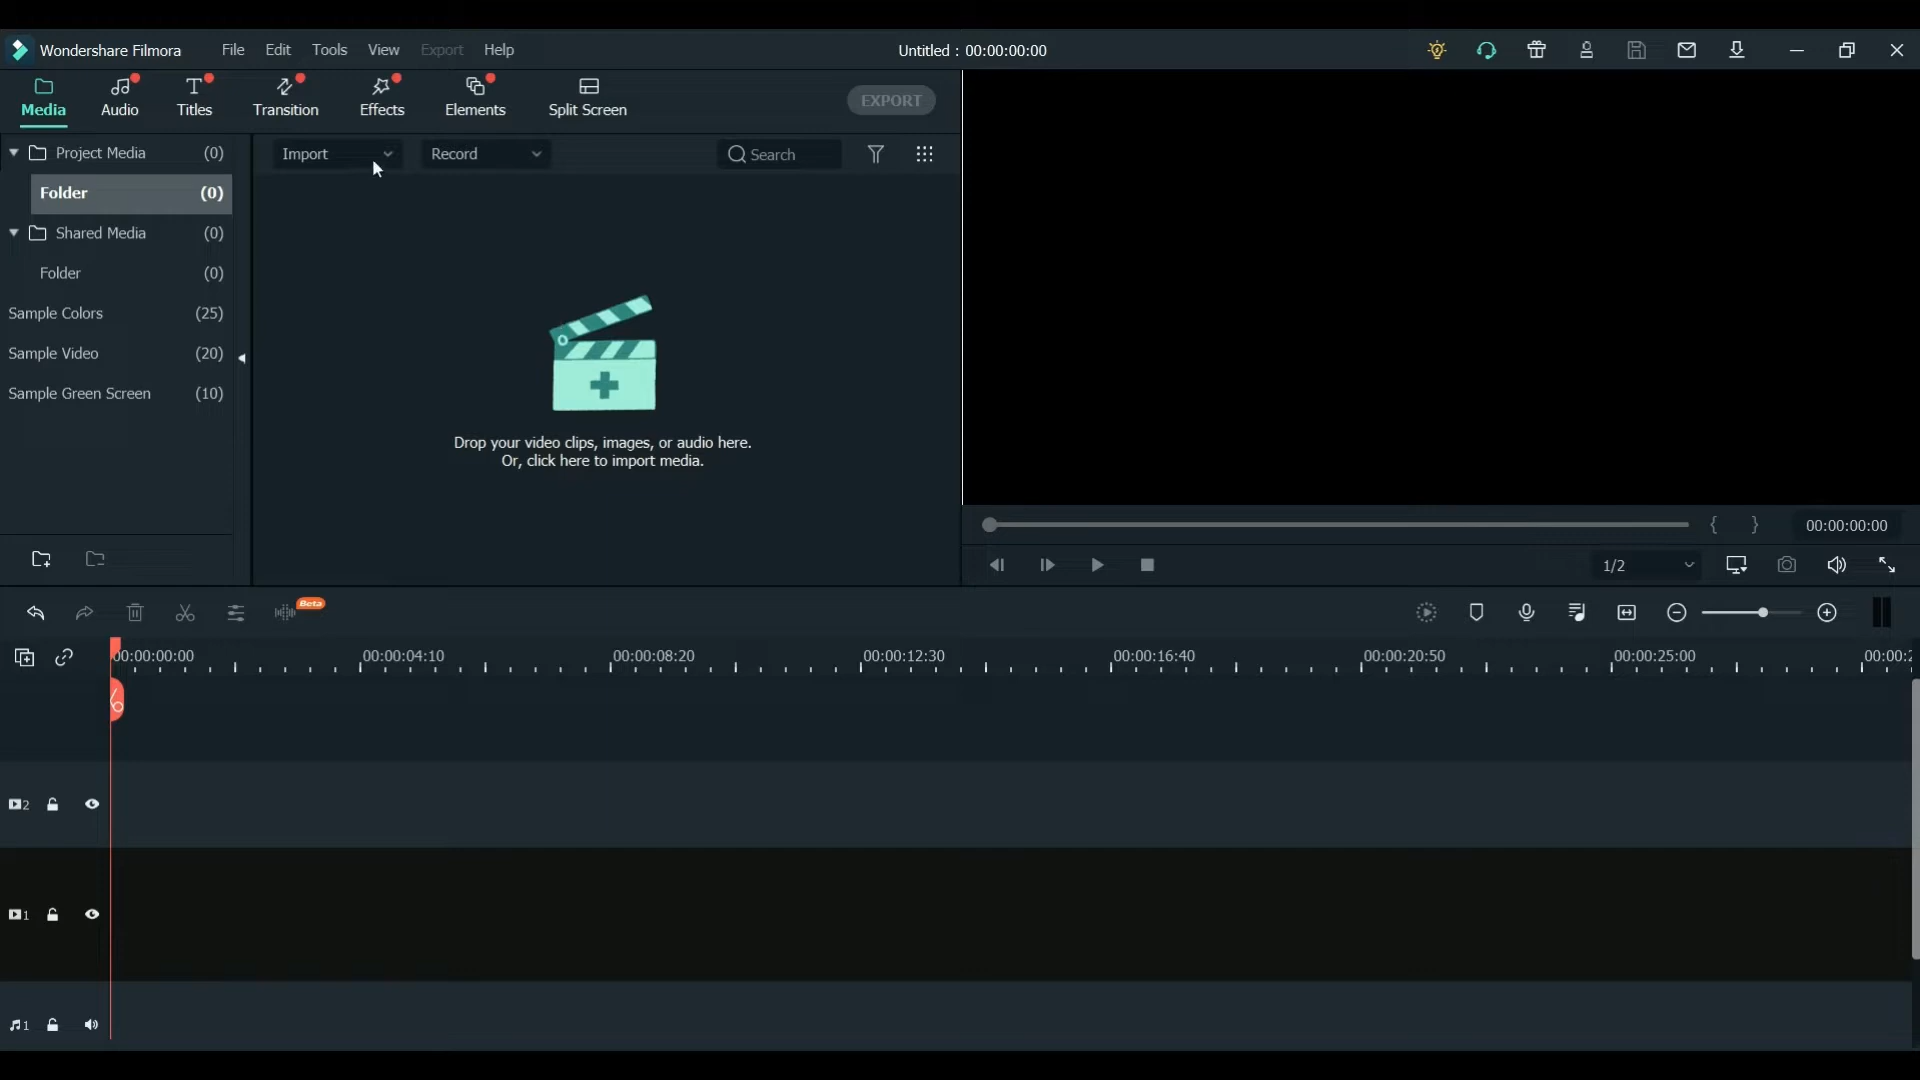 Wondershare Filmora File Edit Tools View Export Help Untitled : 00:00:00:00
Media Audio Titles Transition Effects Elements Split Screen EXPORT
Project Media (0)
Folder (0)
Shared Media (0)
Folder (0)
Sample Colors (25)
Sample Video (20)
Sample Green Screen (10)
Import Record Search
Drop your video clips, images, or audio here.
Or, click here to import media.
{ } 00:00:00:00
1/2
Beta
00:00:00:00 00:00:04:10 00:00:08:20 00:00:12:30 00:00:16:40 00:00:20:50 00:00:25:00 00:00:2
2
1
1